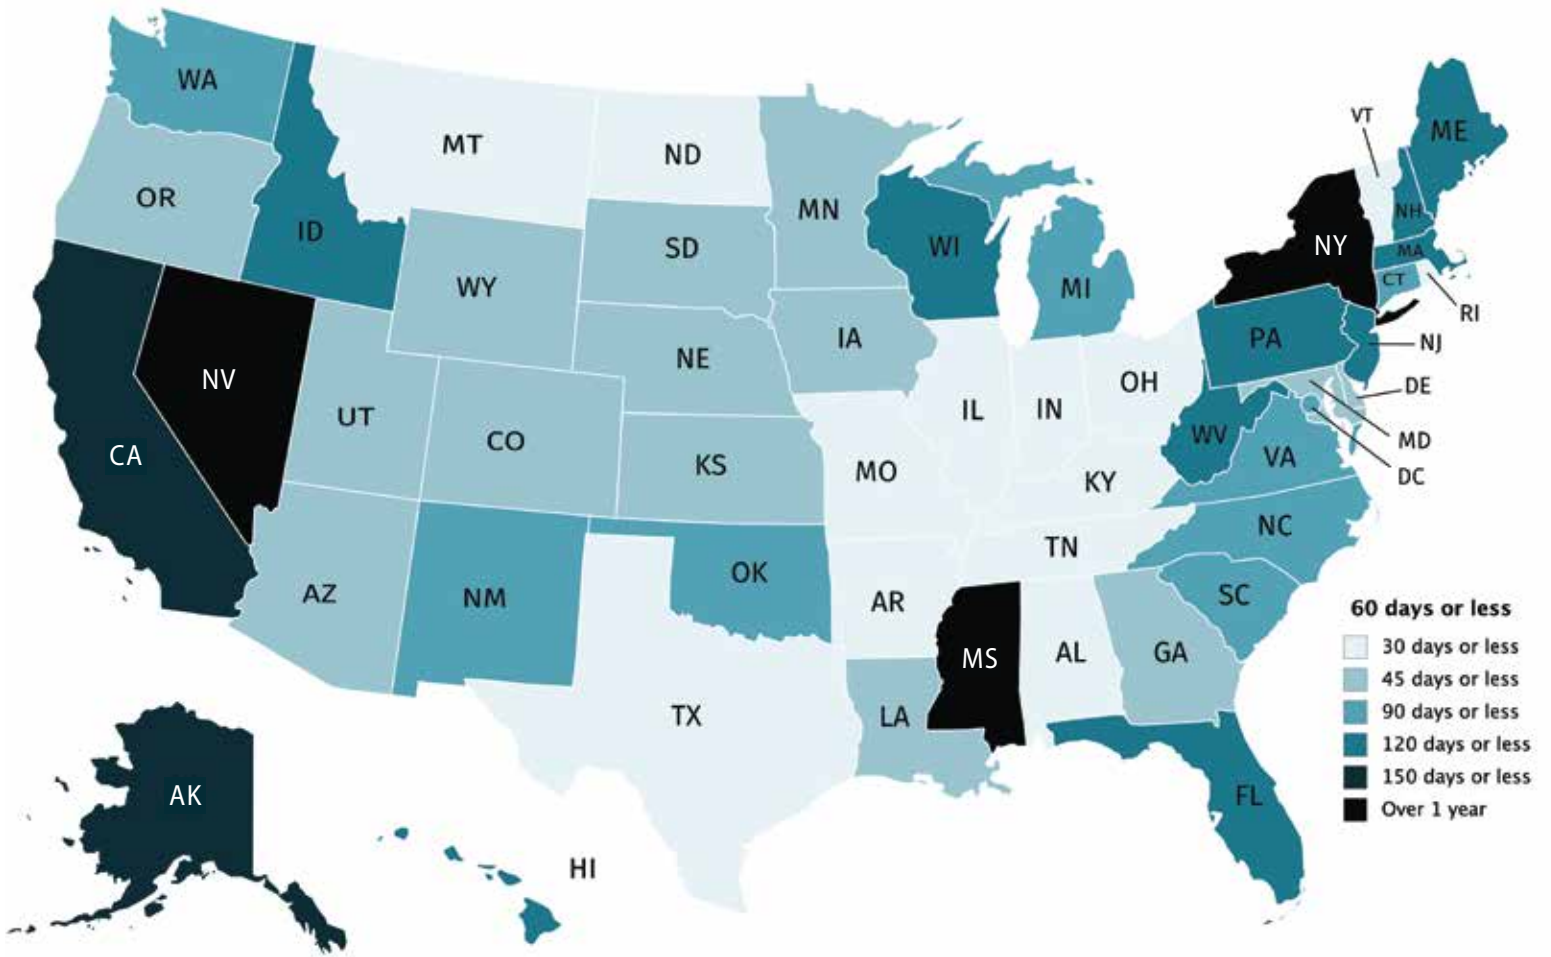 WA
MT
ND
VT
ME
OR
MN
ID
SD
WI
NH
NY
MA
WY
MI
CT
RI
IA
PA
NJ
NE
NV
OH
DE
UT
IL
IN
CO
WV
MD
CA
KS
MO
KY
VA
DC
NC
TN
OK
AZ
NM
AR
SC
60 days or less
30 days or less
MS
AL
GA
45 days or less
TX
LA
90 days or less
120 days or less
150 days or less
AK
FL
Over 1 year
HI